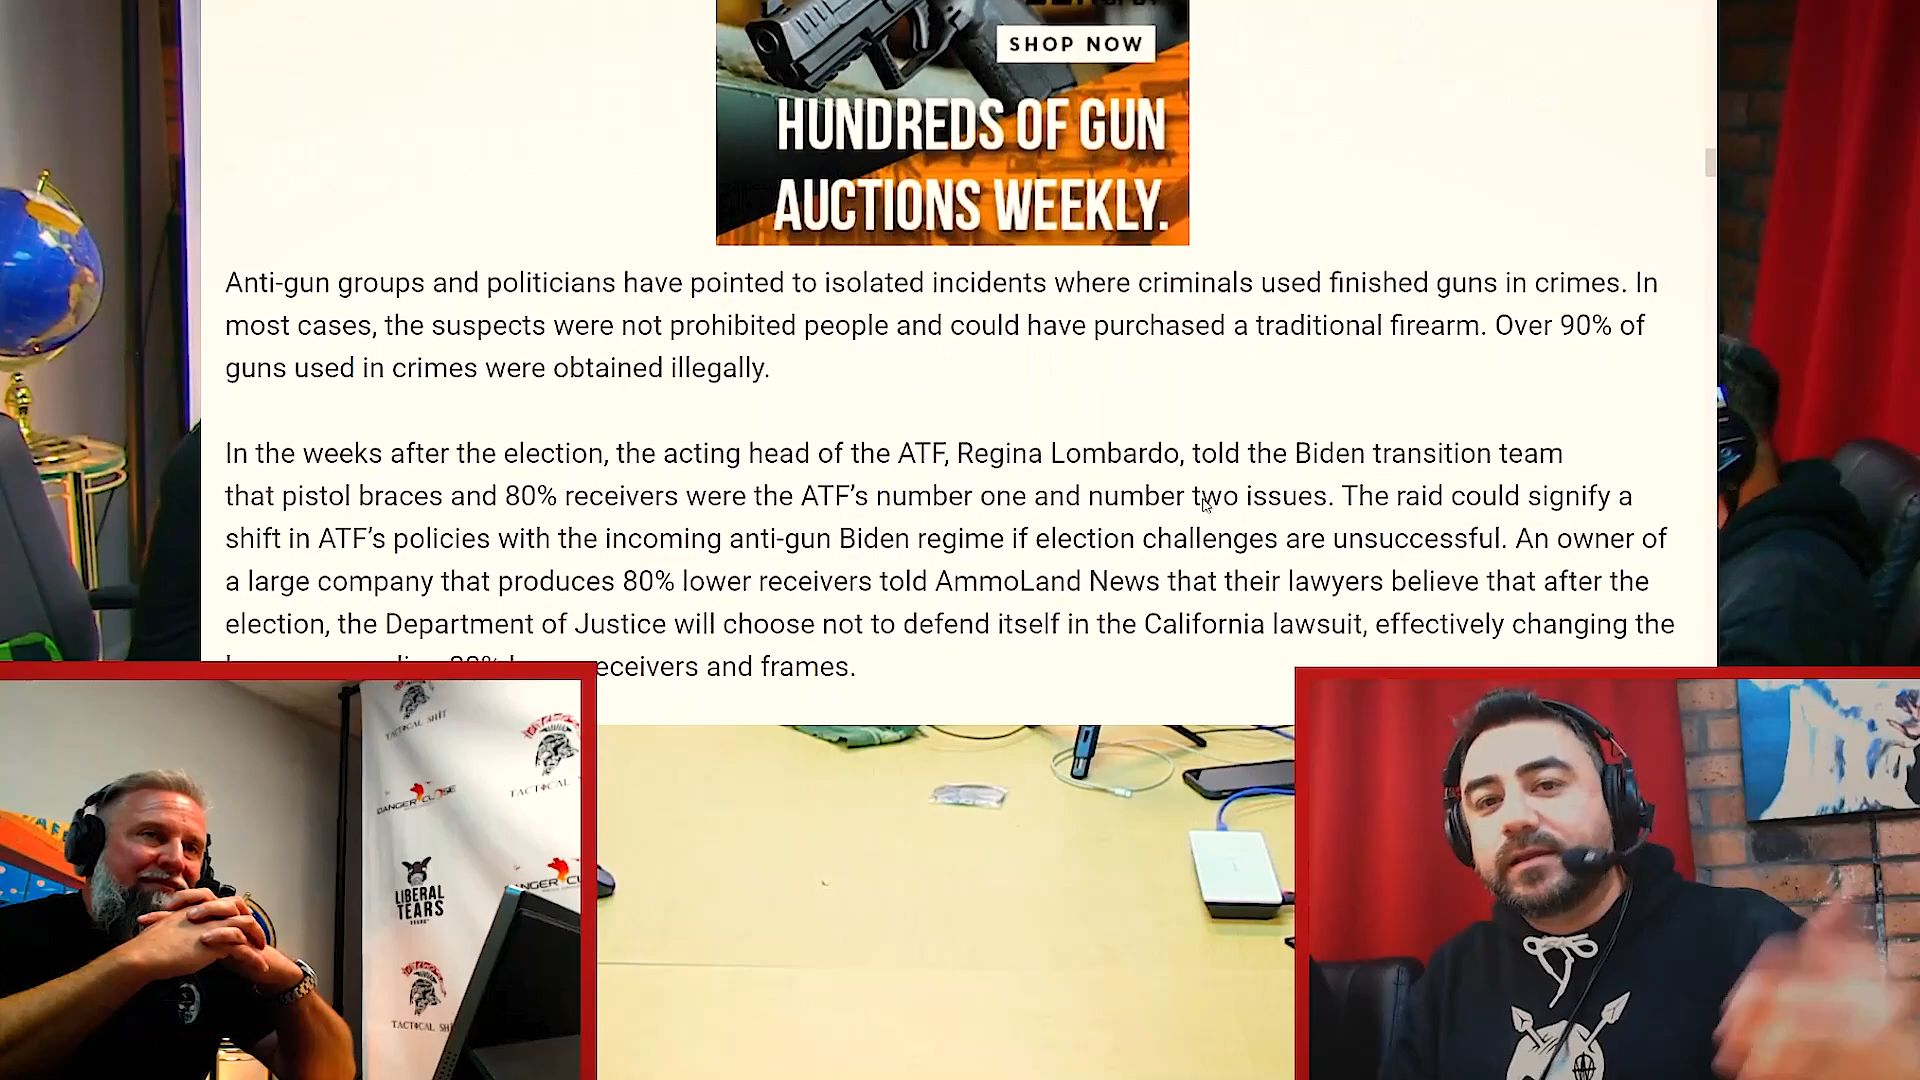 SHOP NOW
HUNDREDS OF GUN
AUCTIONS WEEKLY.
Anti-gun groups and politicians have pointed to isolated incidents where criminals used finished guns in crimes. In
most cases, the suspects were not prohibited people and could have purchased a traditional firearm. Over 90% of
guns used in crimes were obtained illegally.
In the weeks after the election, the acting head of the ATF, Regina Lombardo, told the Biden transition team
that pistol braces and 80% receivers were the ATF’s number one and number two issues. The raid could signify a
shift in ATF’s policies with the incoming anti-gun Biden regime if election challenges are unsuccessful. An owner of
a large company that produces 80% lower receivers told AmmoLand News that their lawyers believe that after the
election, the Department of Justice will choose not to defend itself in the California lawsuit, effectively changing the
receivers and frames.
TACTICAL SHIT
TACTICAL
DANGER CLOSE
LIBERAL
TEARS
TACTICAL SH